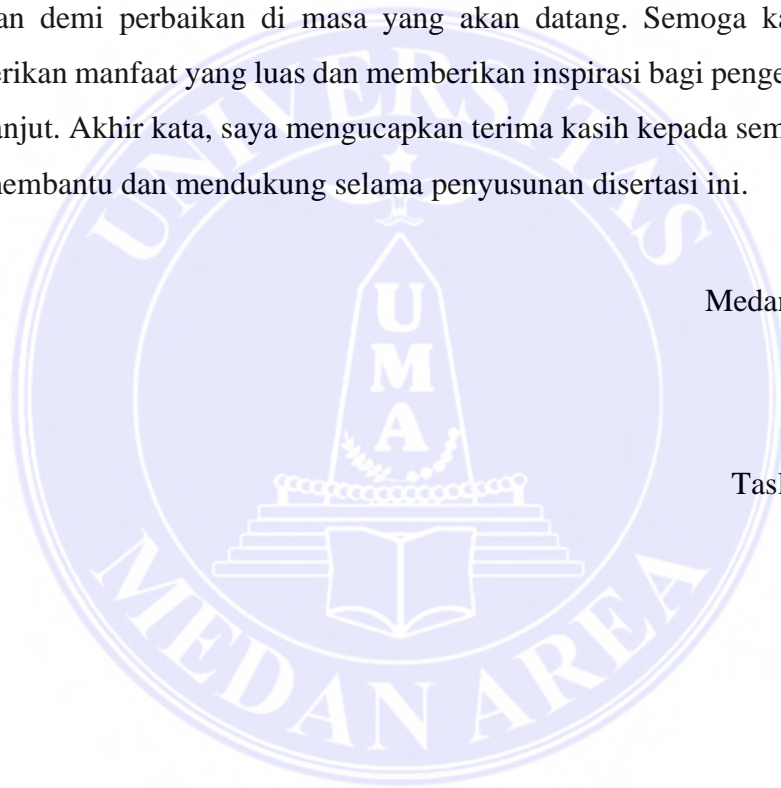 an demi perbaikan di masa yang akan datang. Semoga ka
erikan manfaat yang luas dan memberikan inspirasi bagi penge
anjut. Akhir kata, saya mengucapkan terima kasih kepada sem
nembantu dan mendukung selama penyusunan disertasi ini.
UNIVERSITAS
U
M
A
Medan
Tasl
MEDAN AREA